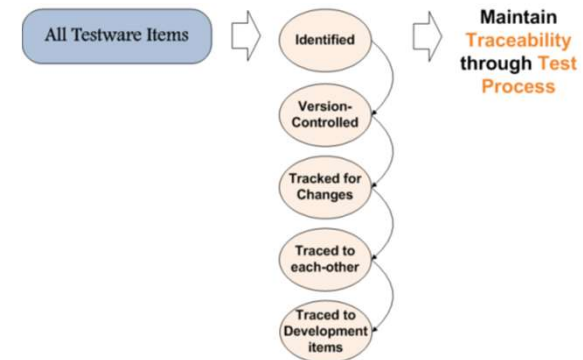 All Testware Items
Identified
Version-
Controlled
Tracked for
Changes
Traced to
each-other
Traced to
Development
items
Maintain
Traceability
through Test
Process